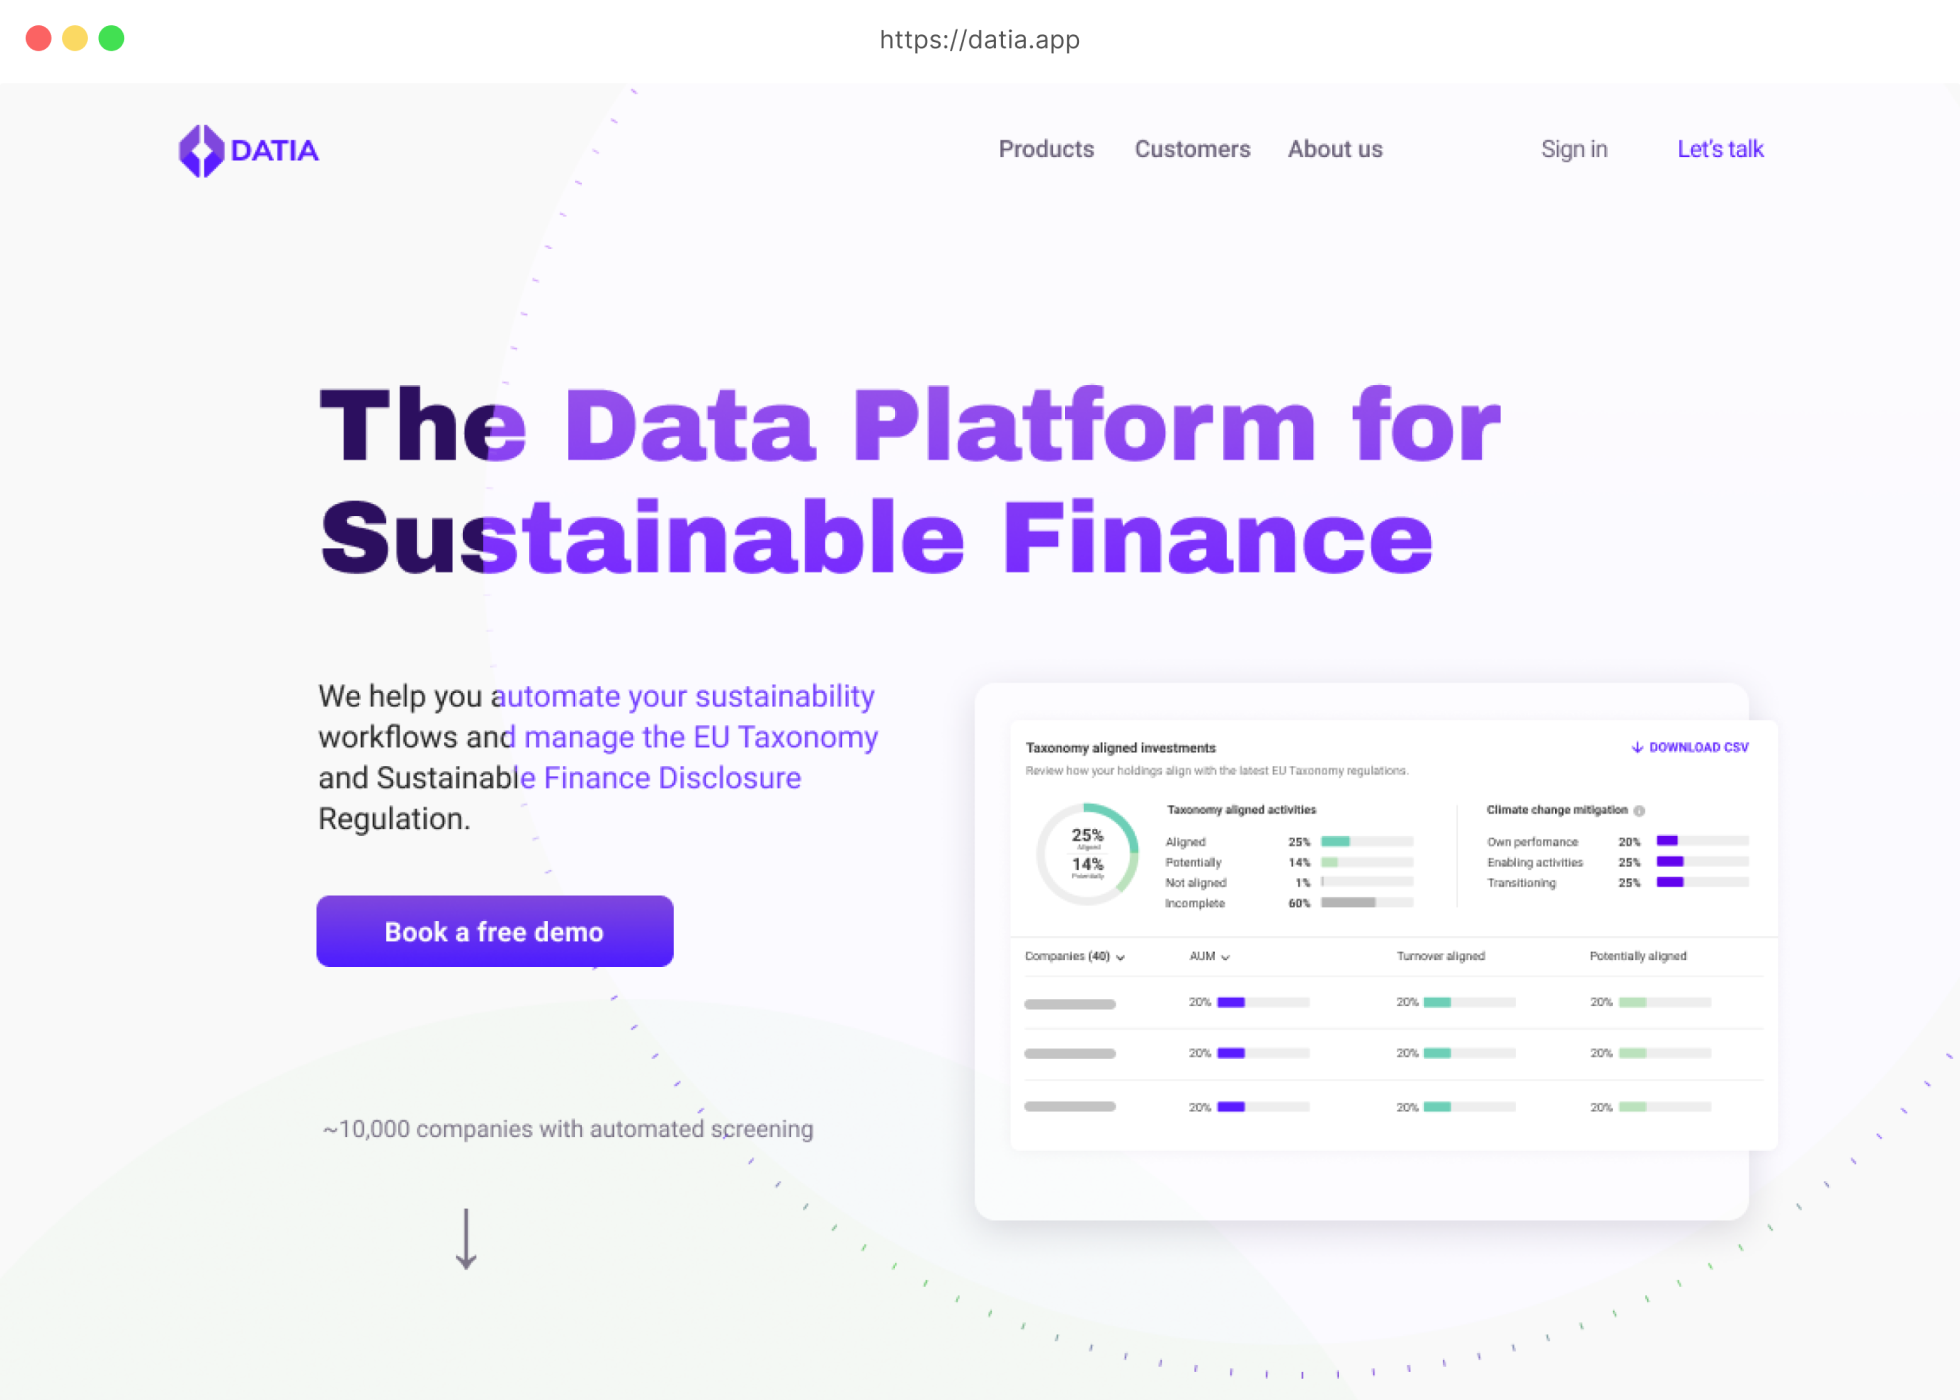 https://datia.app
DATIA
Products Customers About us Sign in Let's talk
The Data Platform for
Sustainable Finance
We help you automate your sustainability
workflows and manage the EU Taxonomy
and Sustainable Finance Disclosure
Regulation.
Book a free demo
~10,000 companies with automated screening
Taxonomy aligned investments
DOWNLOAD CSV
Review how your holdings align with the latest EU Taxonomy regulations.
25%
Aligned
14%
Potentially
Taxonomy aligned activities
Aligned 25%
Potentially 14%
Not aligned 1%
Incomplete 60%
Climate change mitigation
Own perfomance 20%
Enabling activities 25%
Transitioning 25%
Companies (40) AUM Turnover aligned Potentially aligned
20% 20% 20%
20% 20% 20%
20% 20% 20%